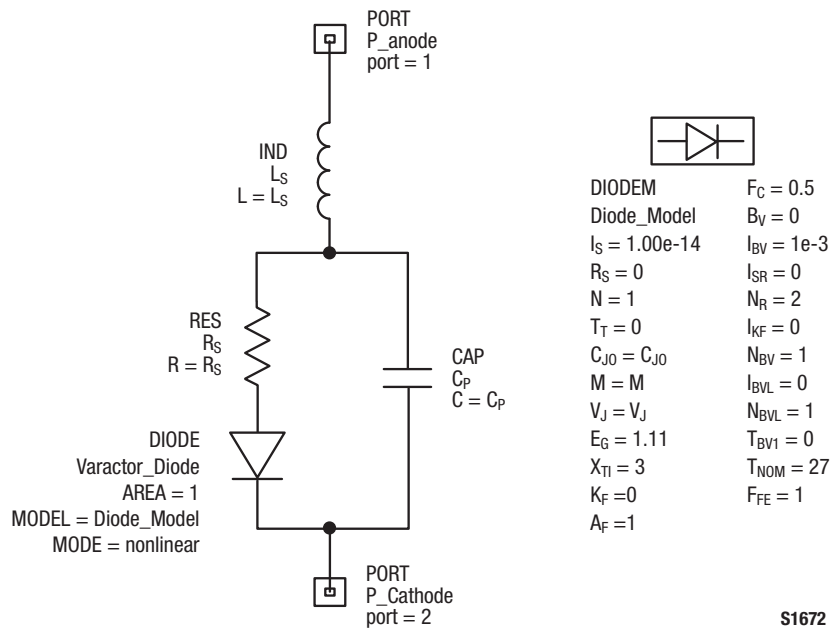 PORT
P_anode
port = 1
IND
LS
L = LS
RES
RS
R = RS
CAP
CP
C = CP
DIODE
Varactor_Diode
AREA = 1
MODEL = Diode_Model
MODE = nonlinear
PORT
P_Cathode
port = 2
DIODEM
Diode_Model
IS = 1.00e-14
RS = 0
N = 1
TT = 0
CJ0 = CJ0
M = M
VJ = VJ
EG = 1.11
XTI = 3
KF =0
AF =1
FC = 0.5
BV = 0
IBV = 1e-3
ISR = 0
NR = 2
IKF = 0
NBV = 1
IBVL = 0
NBVL = 1
TBV1 = 0
TNOM = 27
FFE = 1
S1672